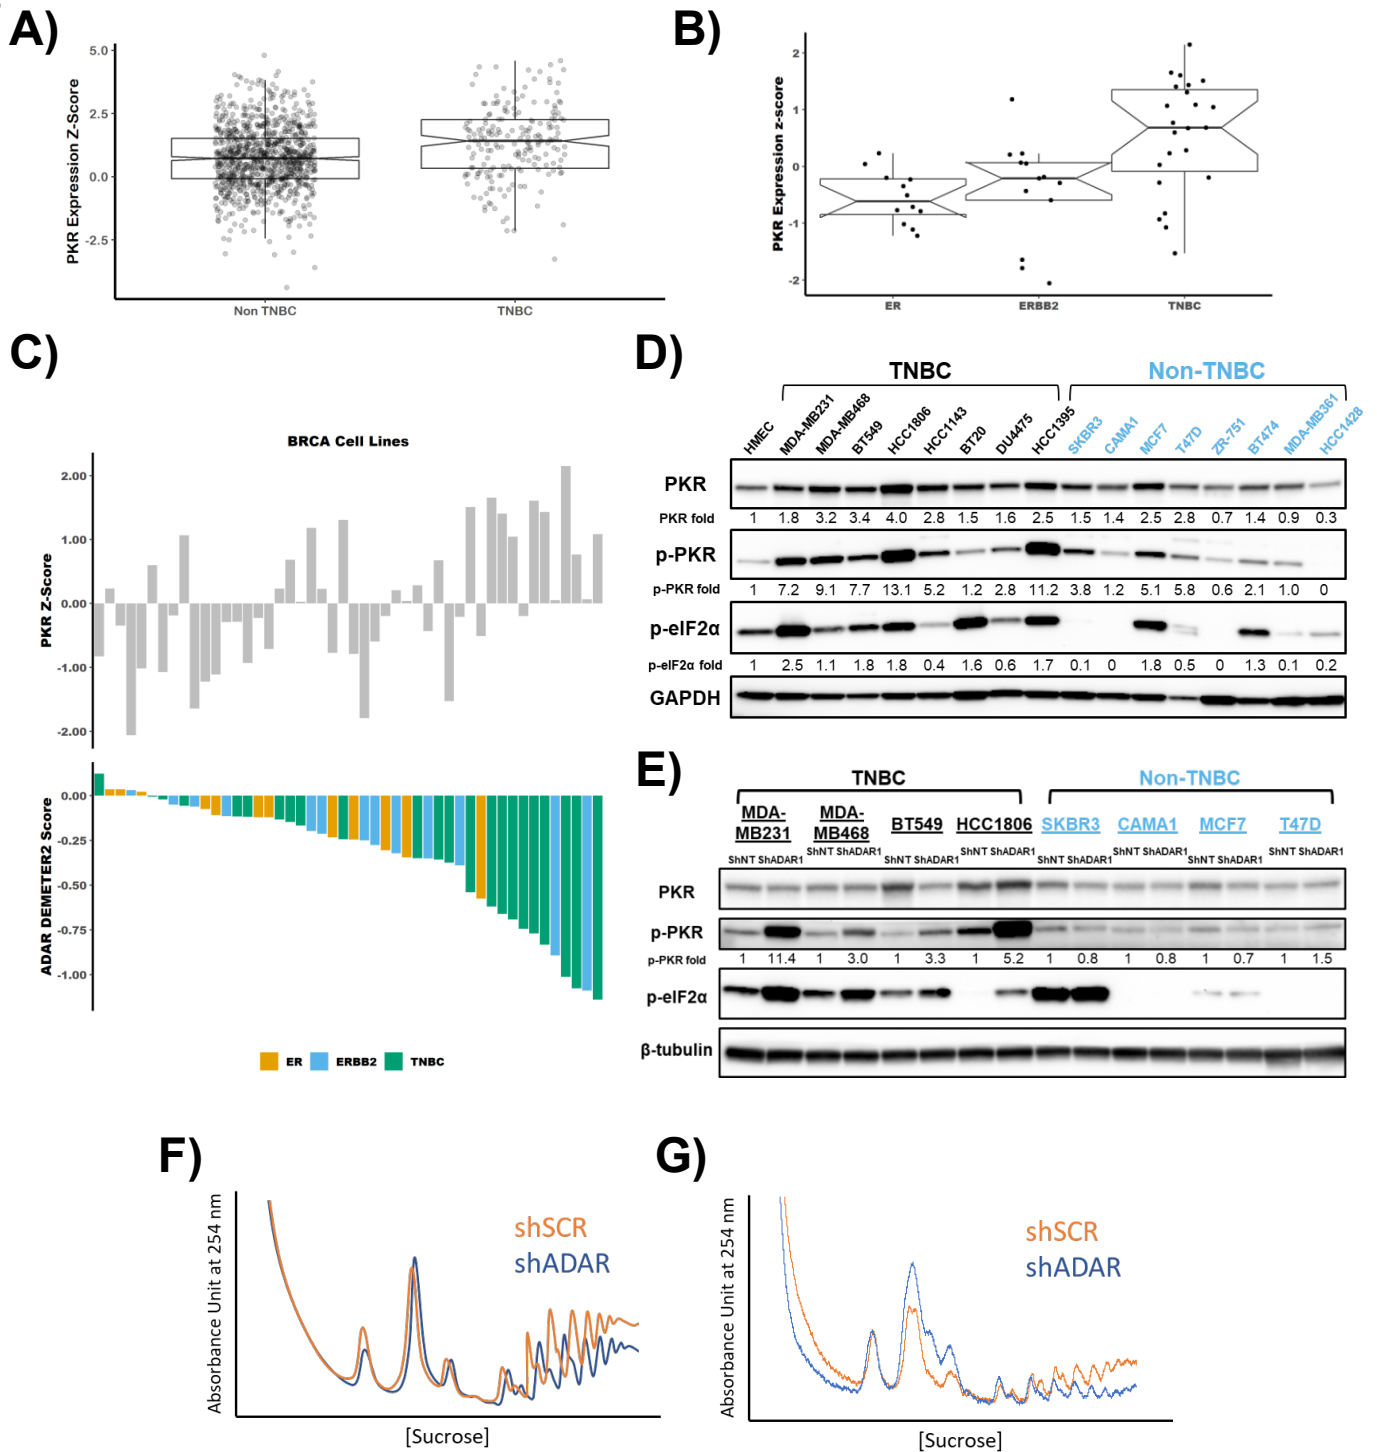 A)
PKR Expression Z-Score
5.0
2.5
0.0
-2.5
Non TNBC
TNBC
B)
PKR Expression z-score
2
1
0
-1
-2
ER
ERBB2
TNBC
C)
BRCA Cell Lines
PKR Z-Score
2.00
1.00
0.00
-1.00
-2.00
ADAR DEMETER2 Score
0.00
-0.25
-0.50
-0.75
-1.00
ER ERBB2 TNBC
D)
TNBC Non-TNBC
HMEC MDA-MB231 MDA-MB468 BT549 HCC1806 HCC1143 BT20 DU4475 HCC1395 SKBR3 CAMA1 MCF7 T47D ZR-751 BT474 MDA-MB361 HCC1428
PKR
PKR fold 1 1.8 3.2 3.4 4.0 2.8 1.5 1.6 2.5 1.5 1.4 2.5 2.8 0.7 1.4 0.9 0.3
p-PKR
p-PKR fold 1 7.2 9.1 7.7 13.1 5.2 1.2 2.8 11.2 3.8 1.2 5.1 5.8 0.6 2.1 1.0 0
p-eIF2α
p-eIF2α fold 1 2.5 1.1 1.8 1.8 0.4 1.6 0.6 1.7 0.1 0 1.8 0.5 0 1.3 0.1 0.2
GAPDH
E)
TNBC Non-TNBC
MDA-MB231 MDA-MB468 BT549 HCC1806 SKBR3 CAMA1 MCF7 T47D
ShNT ShADAR1 ShNT ShADAR1 ShNT ShADAR1 ShNT ShADAR1 ShNT ShADAR1 ShNT ShADAR1 ShNT ShADAR1 ShNT ShADAR1
PKR
p-PKR
p-PKR fold 1 11.4 1 3.0 1 3.3 1 5.2 1 0.8 1 0.8 1 0.7 1 1.5
p-eIF2α
β-tubulin
F)
Absorbance Unit at 254 nm
shSCR
shADAR
[Sucrose]
G)
Absorbance Unit at 254 nm
shSCR
shADAR
[Sucrose]